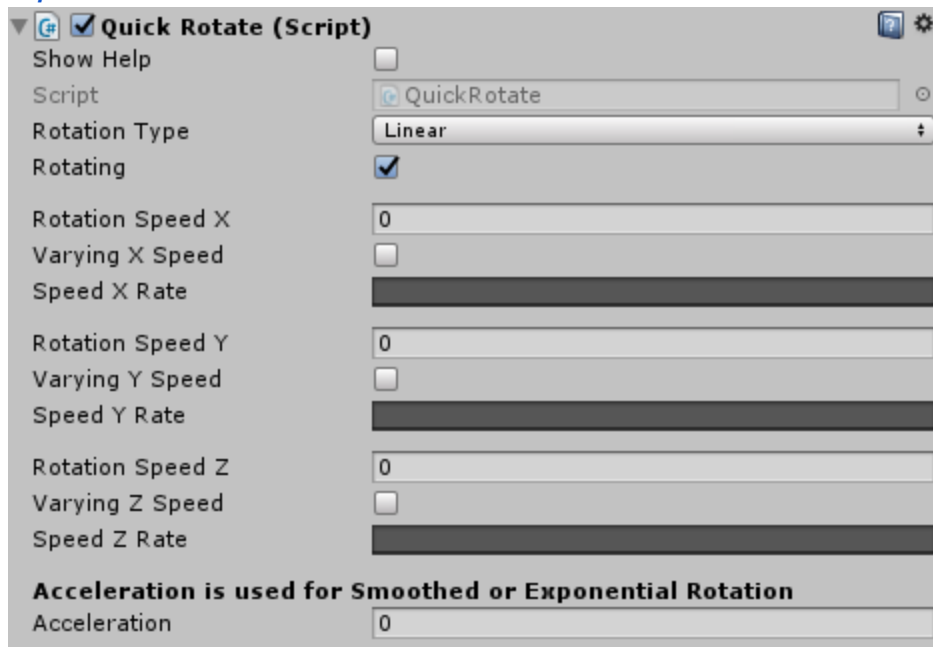 Quick Rotate (Script)
Show Help
Script QuickRotate
Rotation Type Linear
Rotating
Rotation Speed X 0
Varying X Speed
Speed X Rate
Rotation Speed Y 0
Varying Y Speed
Speed Y Rate
Rotation Speed Z 0
Varying Z Speed
Speed Z Rate
Acceleration is used for Smoothed or Exponential Rotation
Acceleration 0